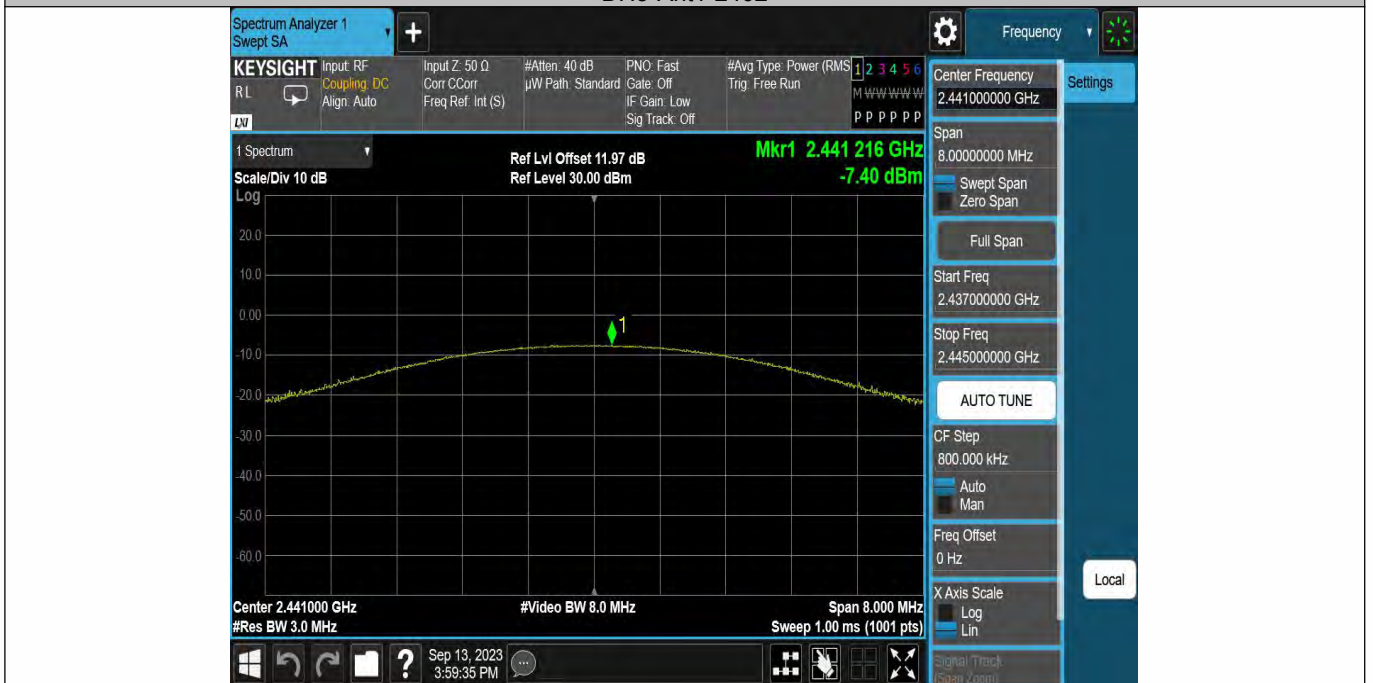 Spectrum Analyzer 1
Swept SA
Frequency
KEYSIGHT
RL
LXI
Input: RF
Coupling: DC
Align: Auto
Input Z: 50 Ω
Corr CCorr
Freq Ref: Int (S)
#Atten: 40 dB
µW Path: Standard
PNO: Fast
Gate: Off
IF Gain: Low
Sig Track: Off
#Avg Type: Power (RMS
Trig: Free Run
1 2 3 4 5 6
M W W W W W
P P P P P P
1 Spectrum
Scale/Div 10 dB
Ref Lvl Offset 11.97 dB
Ref Level 30.00 dBm
Mkr1 2.441 216 GHz
-7.40 dBm
Log
20.0
10.0
0.00
-10.0
-20.0
-30.0
-40.0
-50.0
-60.0
1
Center 2.441000 GHz
#Res BW 3.0 MHz
#Video BW 8.0 MHz
Span 8.000 MHz
Sweep 1.00 ms (1001 pts)
Settings
Center Frequency
2.441000000 GHz
Span
8.00000000 MHz
Swept Span
Zero Span
Full Span
Start Freq
2.437000000 GHz
Stop Freq
2.445000000 GHz
AUTO TUNE
CF Step
800.000 kHz
Auto
Man
Freq Offset
0 Hz
X Axis Scale
Log
Lin
Signal Track
(Span Zoom)
Local
?
Sep 13, 2023
3:59:35 PM